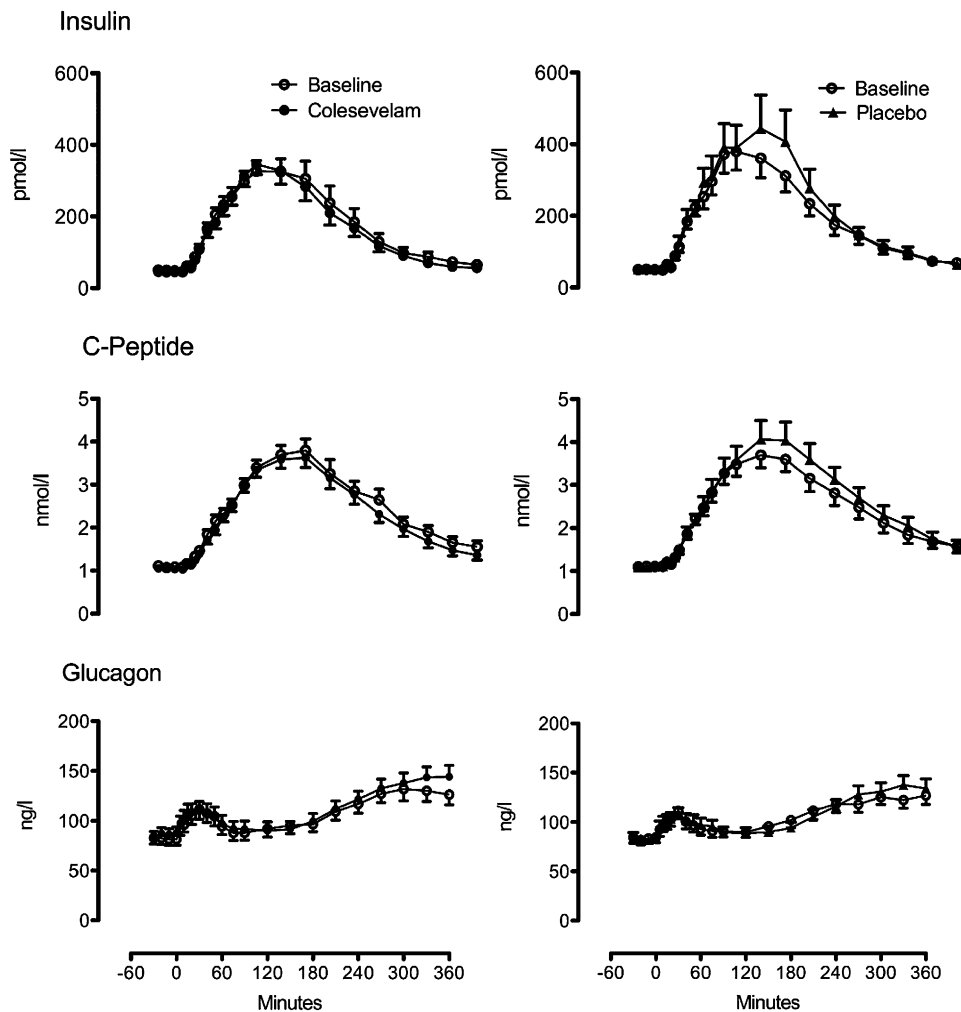 Insulin
600
400
200
0
pmol/l
Baseline
Colesevelam
600
400
200
0
pmol/l
Baseline
Placebo
C-Peptide
5
4
3
2
1
0
nmol/l
5
4
3
2
1
0
nmol/l
Glucagon
200
150
100
50
0
ng/l
200
150
100
50
0
ng/l
-60 0 60 120 180 240 300 360
Minutes
-60 0 60 120 180 240 300 360
Minutes